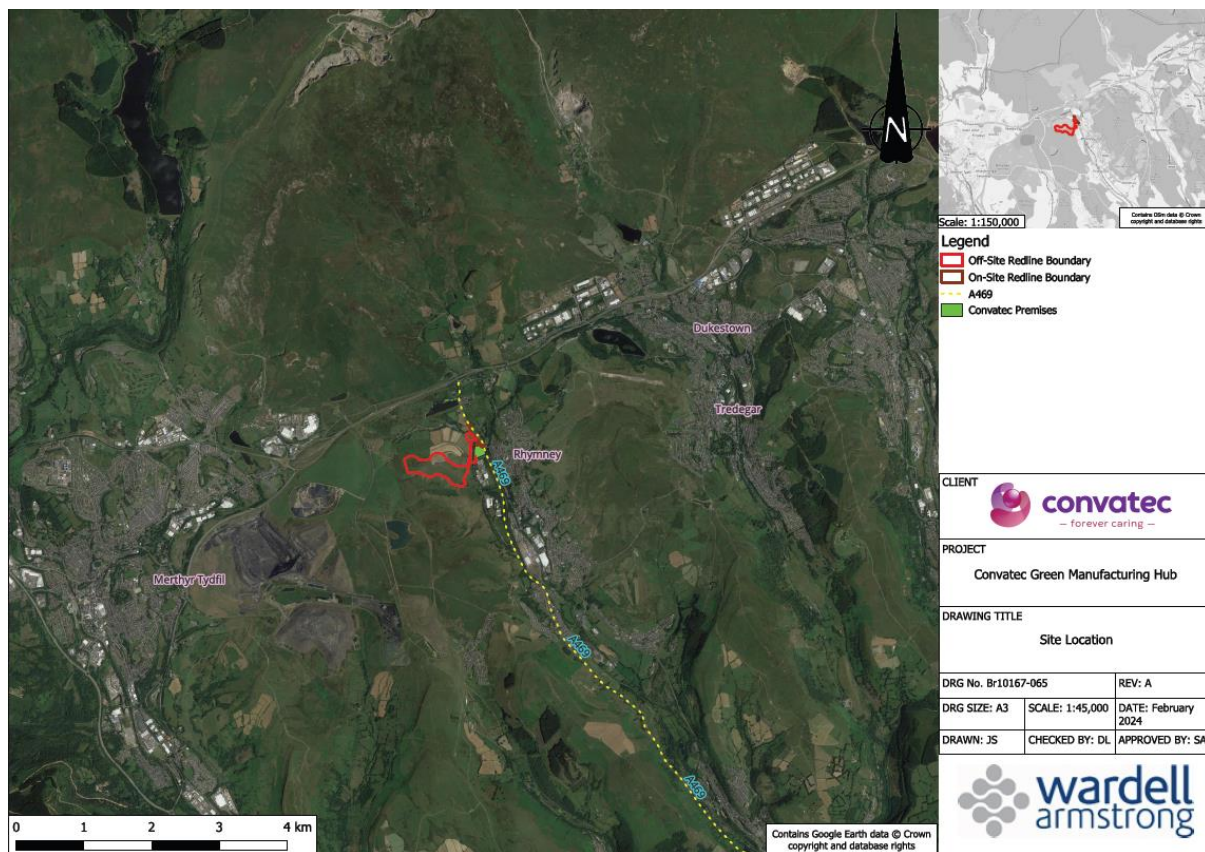 N
Dukestown
Tredegar
Rhymney
A469
Merthyr Tydfil
A469
A469
0 1 2 3 4 km
Contains Google Earth data © Crown
copyright and database rights
Scale: 1:150,000
Contains OSm data © Crown
copyright and database rights
Legend
Off-Site Redline Boundary
On-Site Redline Boundary
A469
Convatec Premises
CLIENT
convatec
– forever caring –
PROJECT
Convatec Green Manufacturing Hub
DRAWING TITLE
Site Location
DRG No. Br10167-065 REV: A
DRG SIZE: A3 SCALE: 1:45,000 DATE: February
2024
DRAWN: JS CHECKED BY: DL APPROVED BY: SA
wardell
armstrong